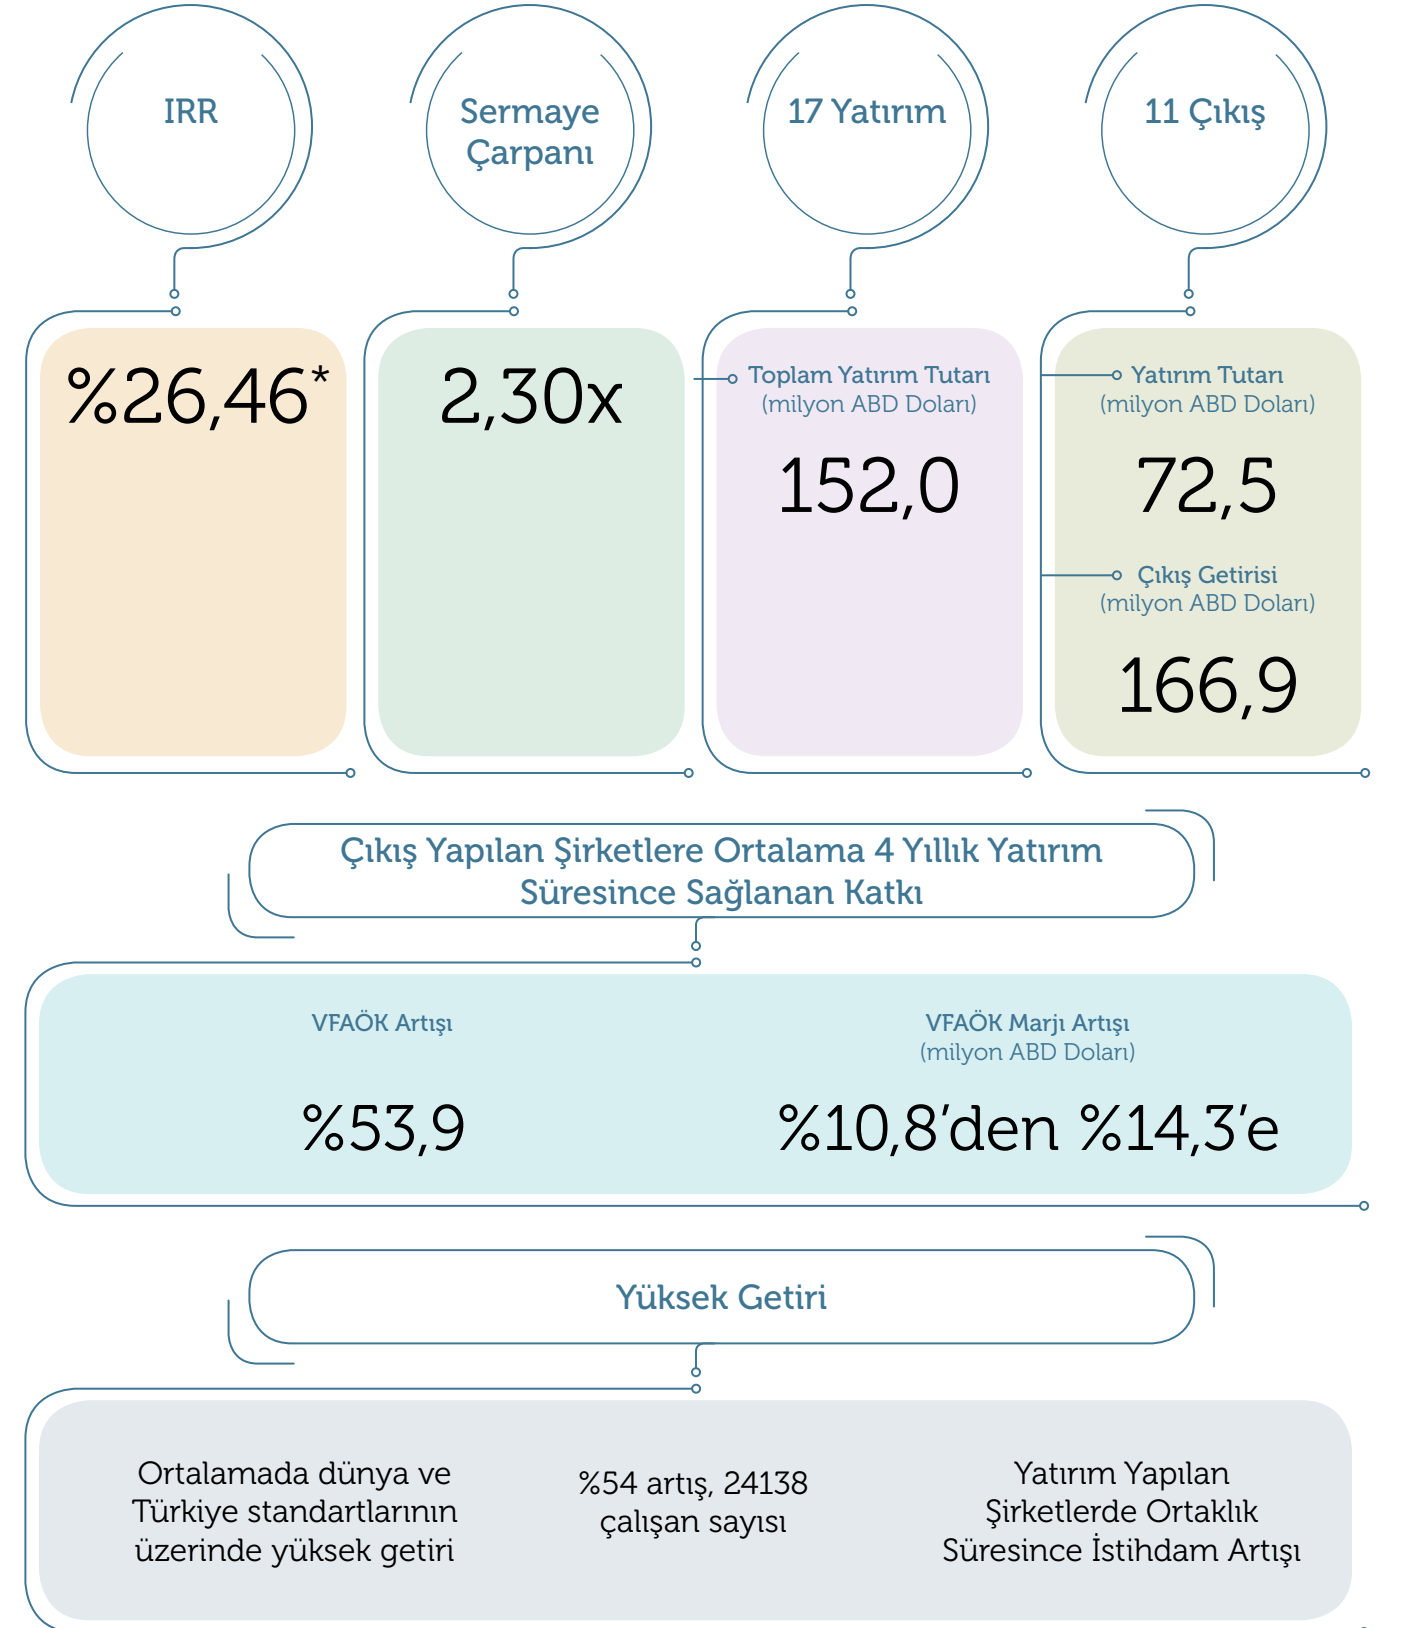 IRR
%26,46*
Sermaye
Çarpanı
2,30x
17 Yatırım
Toplam Yatırım Tutarı
(milyon ABD Doları)
152,0
11 Çıkış
Yatırım Tutarı
(milyon ABD Doları)
72,5
Çıkış Getirisi
(milyon ABD Doları)
166,9
Çıkış Yapılan Şirketlere Ortalama 4 Yıllık Yatırım
Süresince Sağlanan Katkı
VFAÖK Artışı
%53,9
VFAÖK Marjı Artışı
(milyon ABD Doları)
%10,8’den %14,3’e
Yüksek Getiri
Ortalamada dünya ve
Türkiye standartlarının
üzerinde yüksek getiri
%54 artış, 24138
çalışan sayısı
Yatırım Yapılan
Şirketlerde Ortaklık
Süresince İstihdam Artışı